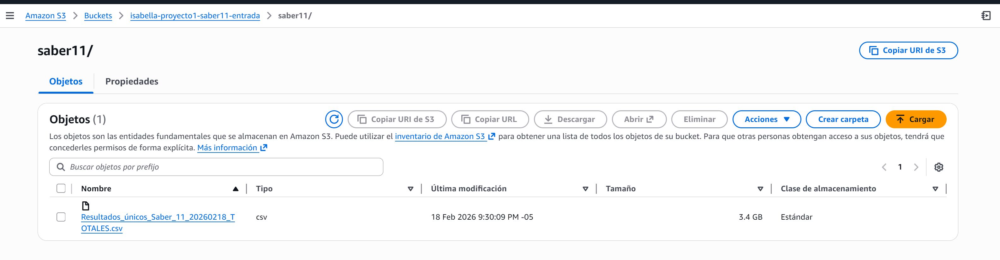 Amazon S3 > Buckets > isabella-proyecto1-saber11-entrada > saber11/
saber11/
Copiar URI de S3
Objetos Propiedades
Objetos (1)
Copiar URI de S3 Copiar URL Descargar Abrir Eliminar Acciones Crear carpeta Cargar
Los objetos son las entidades fundamentales que se almacenan en Amazon S3. Puede utilizar el inventario de Amazon S3 para obtener una lista de todos los objetos de su bucket. Para que otras personas obtengan acceso a sus objetos, tendrá que
concederles permisos de forma explícita. Más información
Buscar objetos por prefijo
1
Nombre Tipo Última modificación Tamaño Clase de almacenamiento
Resultados_únicos_Saber_11_20260218_T
OTALES.csv
csv 18 Feb 2026 9:30:09 PM -05 3.4 GB Estándar